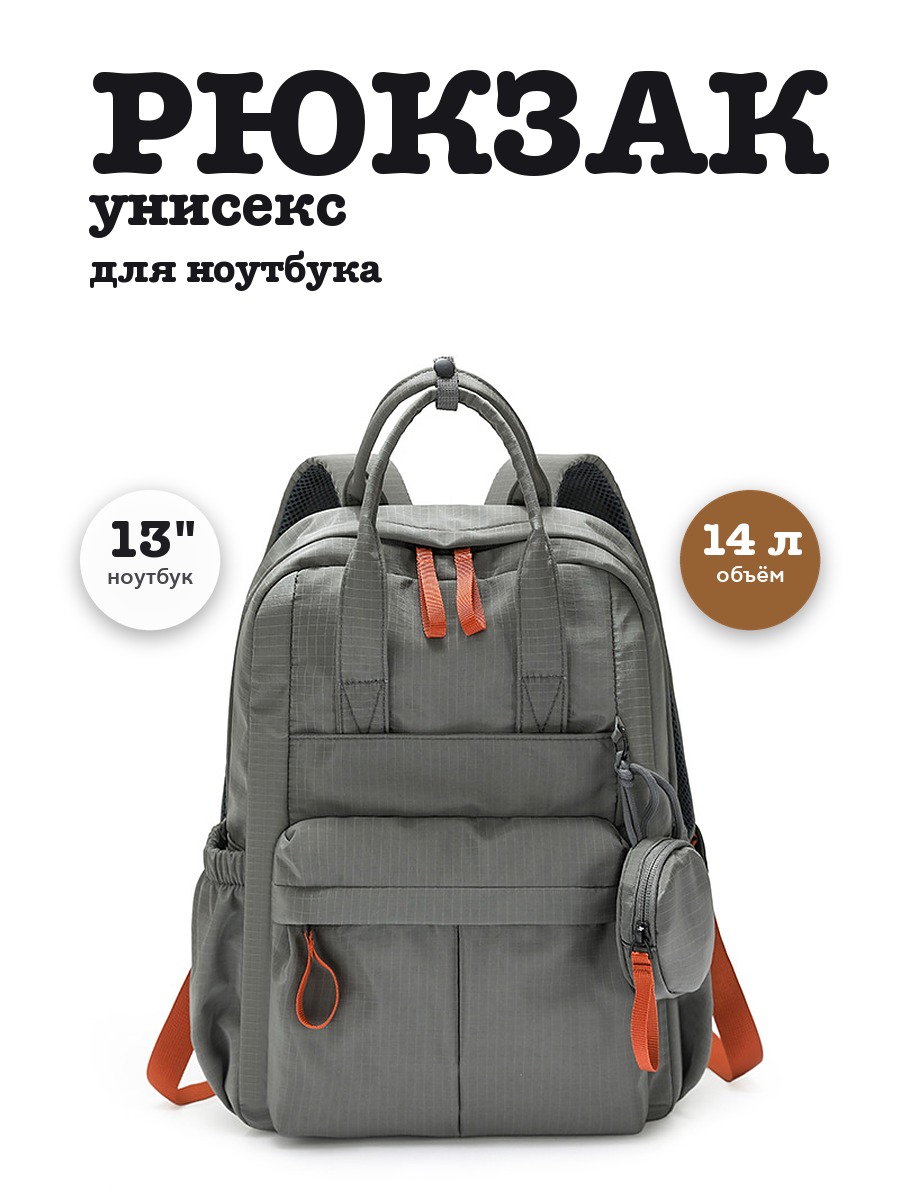 РЮКЗАК
унисекс
для ноутбука
13"
ноутбук
14 л
объём